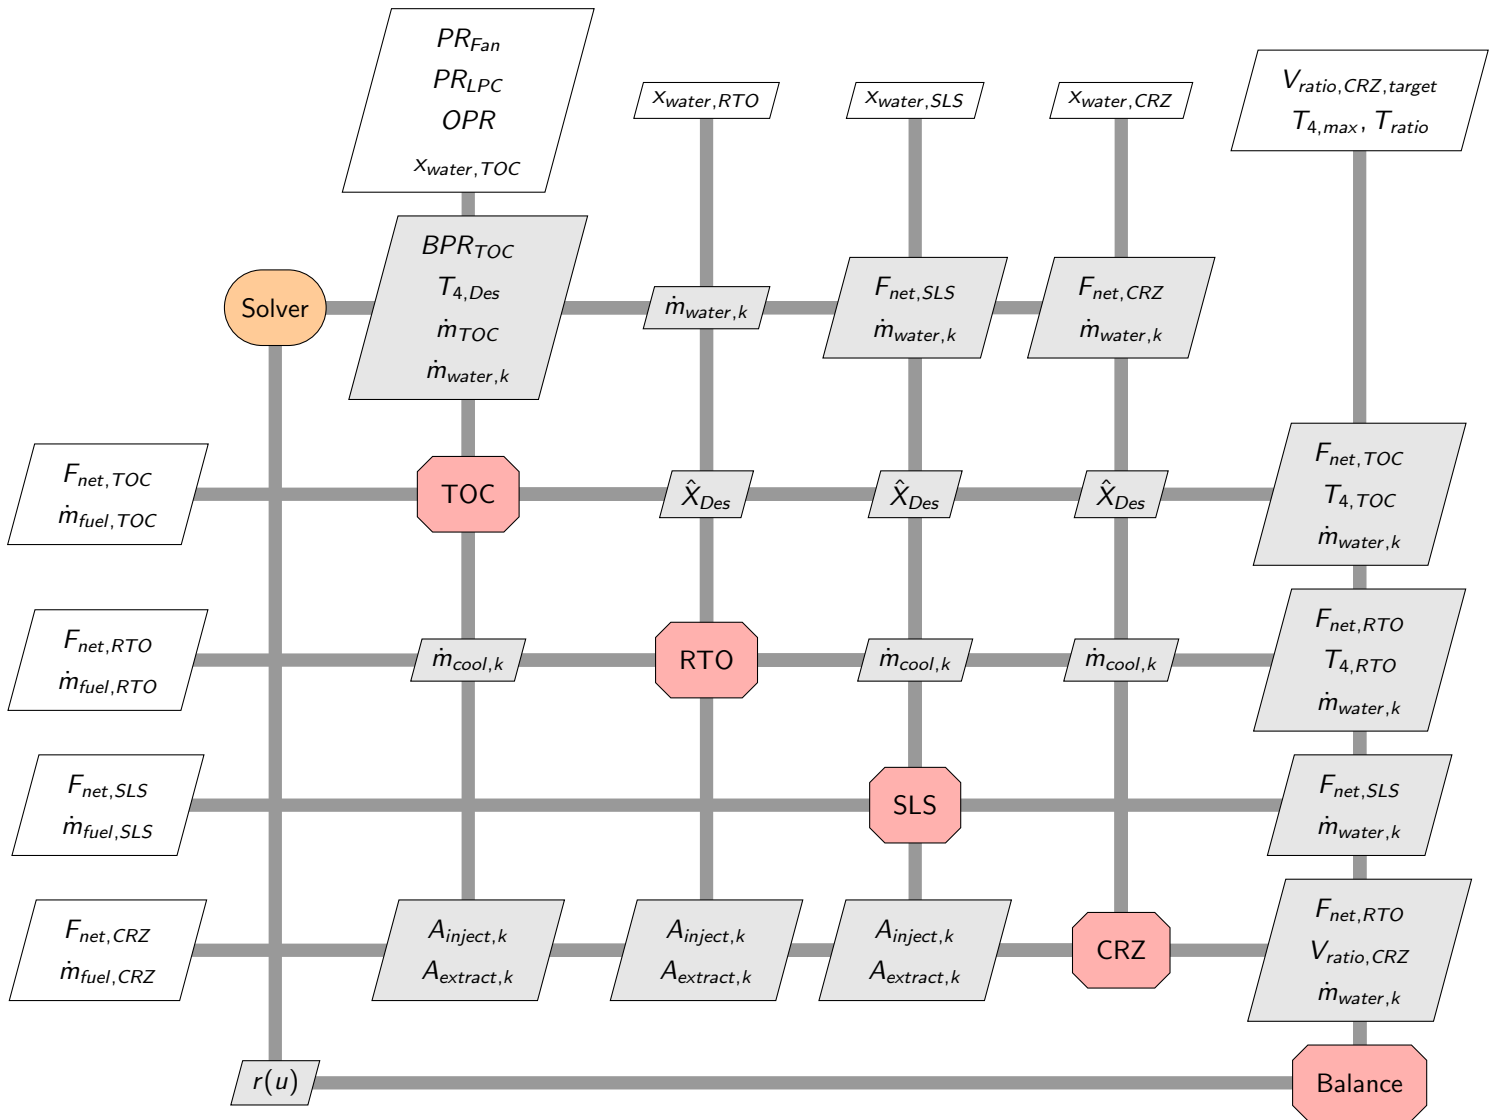 PR_Fan
PR_LPC
OPR
x_water,TOC
x_water,RTO
x_water,SLS
x_water,CRZ
V_ratio,CRZ,target
T_4,max, T_ratio
Solver
BPR_TOC
T_4,Des
ṁ_TOC
ṁ_water,k
ṁ_water,k
F_net,SLS
ṁ_water,k
F_net,CRZ
ṁ_water,k
F_net,TOC
ṁ_fuel,TOC
TOC
X̂_Des
X̂_Des
X̂_Des
F_net,TOC
T_4,TOC
ṁ_water,k
F_net,RTO
ṁ_fuel,RTO
ṁ_cool,k
RTO
ṁ_cool,k
ṁ_cool,k
F_net,RTO
T_4,RTO
ṁ_water,k
F_net,SLS
ṁ_fuel,SLS
SLS
F_net,SLS
ṁ_water,k
F_net,CRZ
ṁ_fuel,CRZ
A_inject,k
A_extract,k
A_inject,k
A_extract,k
A_inject,k
A_extract,k
CRZ
F_net,RTO
V_ratio,CRZ
ṁ_water,k
r(u)
Balance